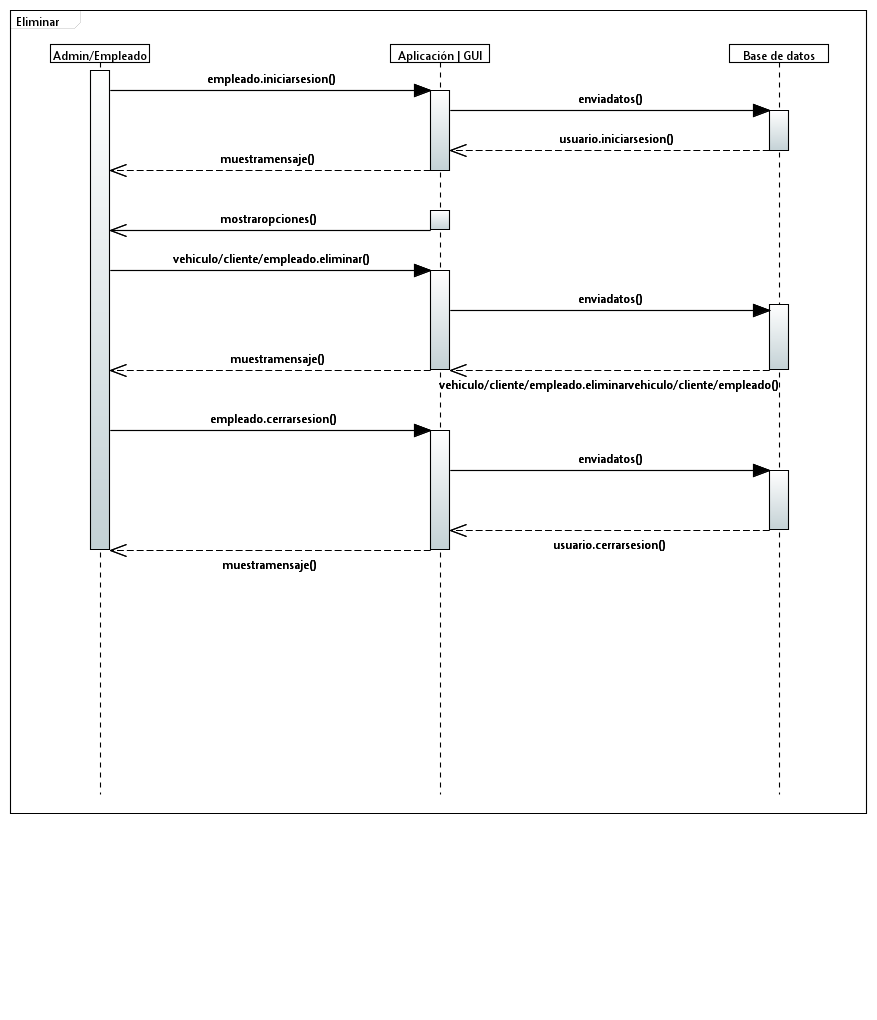 Eliminar
Admin/Empleado
Aplicación | GUI
Base de datos
empleado.iniciarsesion()
enviadatos()
usuario.iniciarsesion()
muestramensaje()
mostraropciones()
vehiculo/cliente/empleado.eliminar()
enviadatos()
muestramensaje()
vehiculo/cliente/empleado.eliminarvehiculo/cliente/empleado()
empleado.cerrarsesion()
enviadatos()
usuario.cerrarsesion()
muestramensaje()